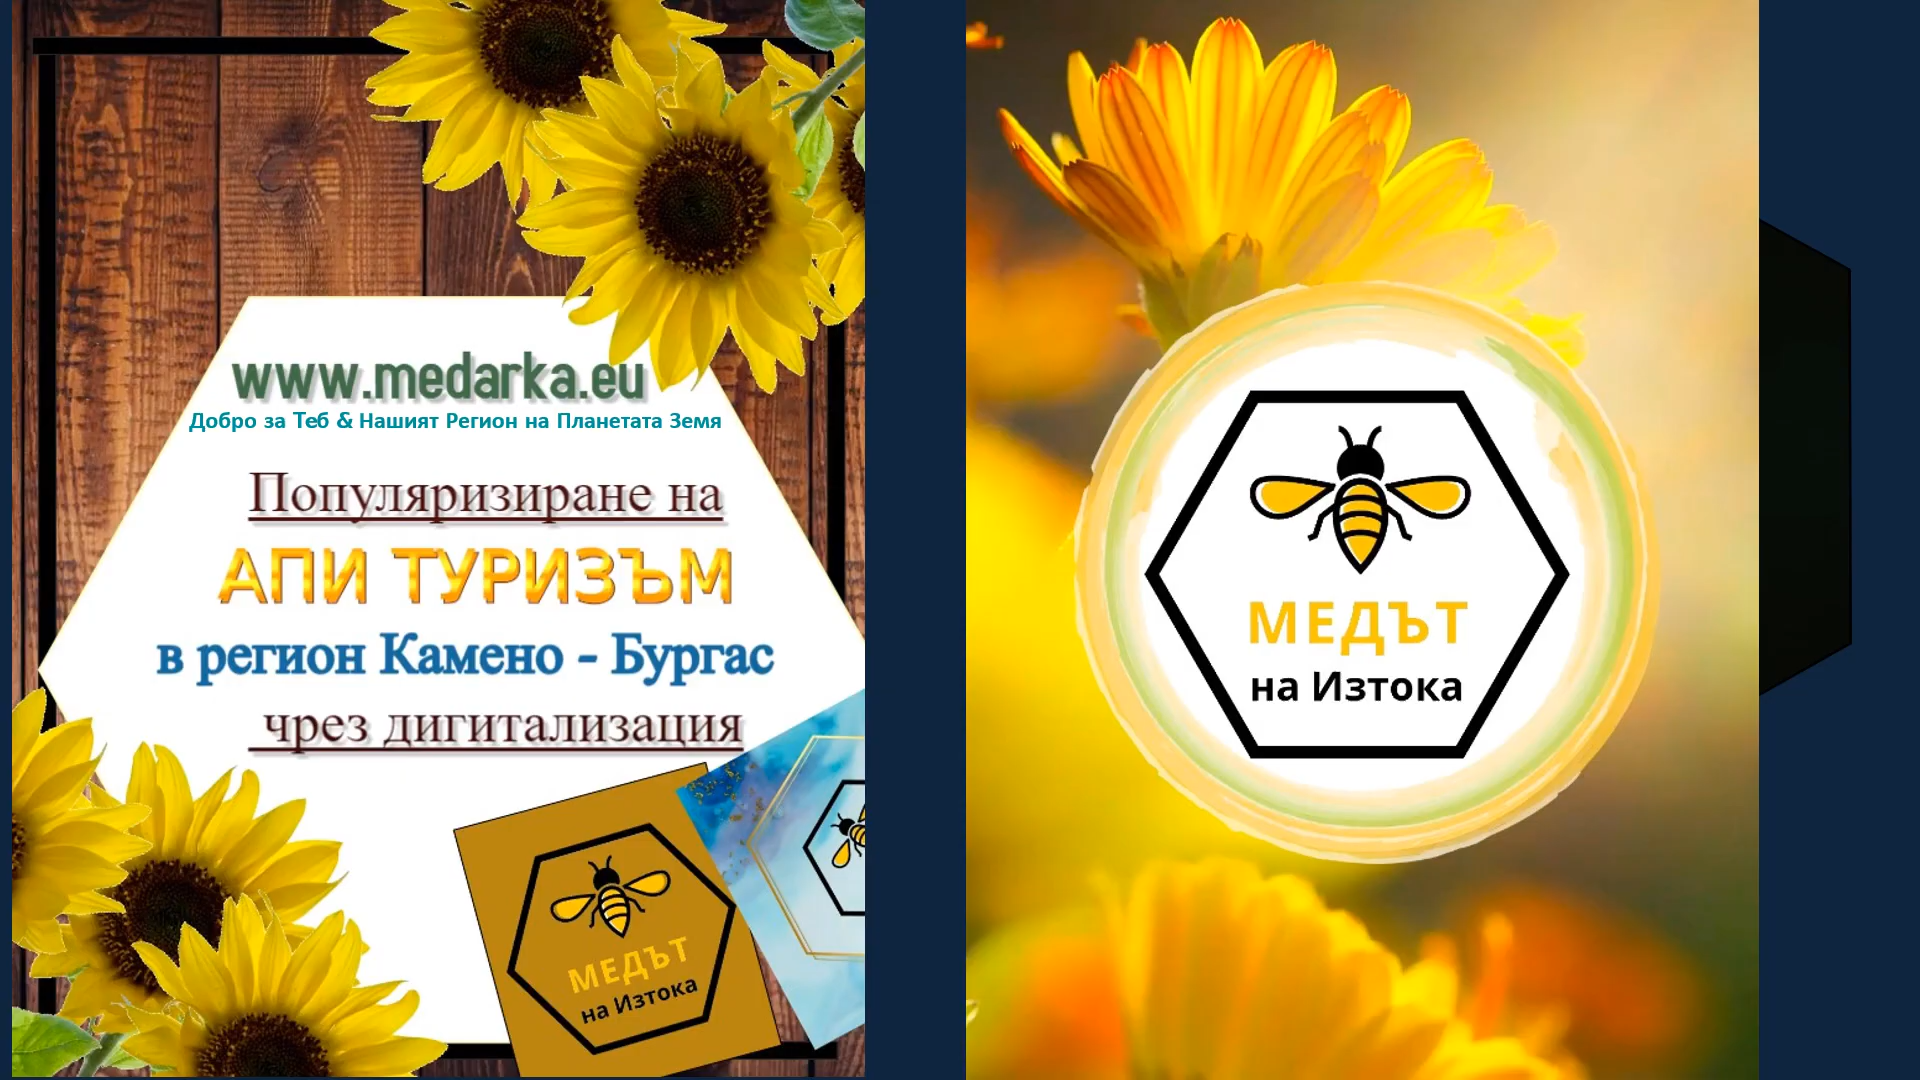 www.medarka.eu
Добро за Теб & Нашият Регион на Планетата Земя
Популяризиране на
АПИ ТУРИЗЪМ
в регион Камено - Бургас
чрез дигитализация
МЕДЪТ
на Изтока
МЕДЪТ
на Изтока